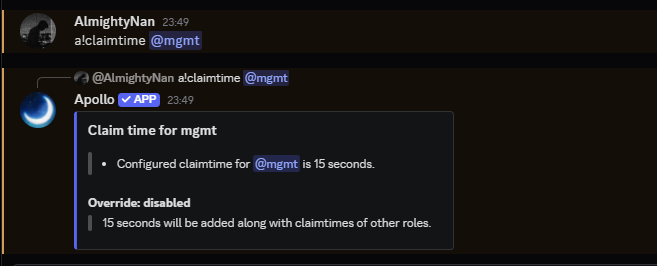 AlmightyNan 23:49
a!claimtime @mgmt
@AlmightyNan a!claimtime @mgmt
Apollo ✓ APP 23:49
Claim time for mgmt
• Configured claimtime for @mgmt is 15 seconds.
Override: disabled
15 seconds will be added along with claimtimes of other roles.